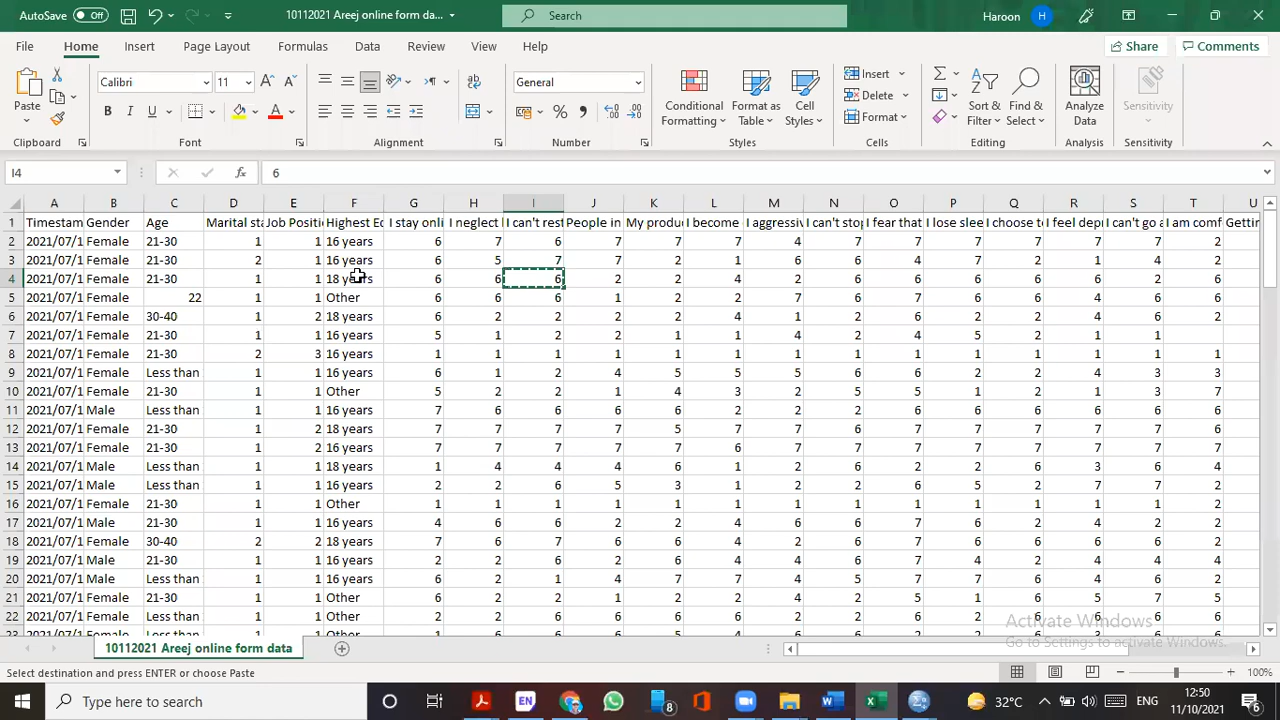 AutoSave Off 10112021 Areej online form dat... Search Haroon H
File Home Insert Page Layout Formulas Data Review View Help Share Comments
Paste Calibri 11 General Conditional Formatting Format as Table Cell Styles Insert Delete Format Sort & Filter Find & Select Analyze Data Sensitivity
Clipboard Font Alignment Number Styles Cells Editing Analysis Sensitivity
I4 6
A B C D E F G H I J K L M N O P Q R S T U
1 Timestam Gender Age Marital sta Job Positi Highest Ed I stay onli I neglect I can't rest People in My produ I become I aggressiv I can't stop I fear that I lose slee I choose t I feel dep I can't go a I am comf Gettin
2 2021/07/1 Female 21-30 1 1 16 years 6 7 6 7 7 7 4 7 7 7 7 7 7 2
3 2021/07/1 Female 21-30 2 1 16 years 6 5 7 7 2 1 6 6 4 7 2 1 4 2
4 2021/07/1 Female 21-30 1 1 18 years 6 6 6 2 2 4 2 2 7 6 6 6 2
5 2021/07/1 Female 22 1 1 Other 6 6 6 1 2 2 7 6 7 6 6 4 6 6
6 2021/07/1 Female 30-40 1 2 18 years 6 2 2 2 2 4 1 2 6 2 2 4 6 2
7 2021/07/1 Female 21-30 1 1 16 years 5 1 2 2 1 1 4 2 4 5 2 1 1
8 2021/07/1 Female 21-30 2 3 16 years 1 1 1 1 1 1 1 1 1 1 1 1 1 1
9 2021/07/1 Female Less than 1 1 16 years 6 1 2 4 5 5 2 6 6 2 2 4 3 3
10 2021/07/1 Female 21-30 1 1 Other 5 2 2 1 4 3 2 5 5 1 2 1 3 7
11 2021/07/1 Male Less than 1 1 16 years 7 6 6 6 6 2 2 2 7 1 6 6 6 6
12 2021/07/1 Female 21-30 1 2 18 years 7 7 7 7 5 7 7 7 7 7 7 7 7 6
13 2021/07/1 Female 21-30 1 2 16 years 7 7 7 7 7 6 7 7 7 7 7 7 7 6
14 2021/07/1 Male Less than 1 1 18 years 1 4 4 4 6 1 2 6 2 2 6 3 6 4
15 2021/07/1 Male Less than 1 1 16 years 2 2 6 5 3 1 2 2 6 5 2 7 7 2
16 2021/07/1 Female 21-30 1 1 Other 1 1 1 1 1 1 1 1 1 1 1 1 1 1
17 2021/07/1 Male 21-30 1 1 16 years 4 6 6 2 2 4 6 6 7 6 2 4 2 2
18 2021/07/1 Female 30-40 2 2 18 years 7 6 7 6 6 4 6 6 7 6 2 4 6 2
19 2021/07/1 Male 21-30 1 1 16 years 2 2 6 2 6 4 2 6 7 4 2 4 4 4
20 2021/07/1 Male Less than 1 1 16 years 6 2 1 4 7 7 4 5 7 7 6 4 6 2
21 2021/07/1 Female 21-30 1 1 Other 6 2 2 1 2 2 4 2 5 1 6 5 7 5
22 2021/07/1 Female Less than 1 1 Other 2 6 2 6 6 6 6 1 2 6 6 6 6
Activate Windows
Go to Settings to activate Windows.
10112021 Areej online form data
Select destination and press ENTER or choose Paste 100%
Type here to search EN 8 32°C ENG 12:50 11/10/2021 6